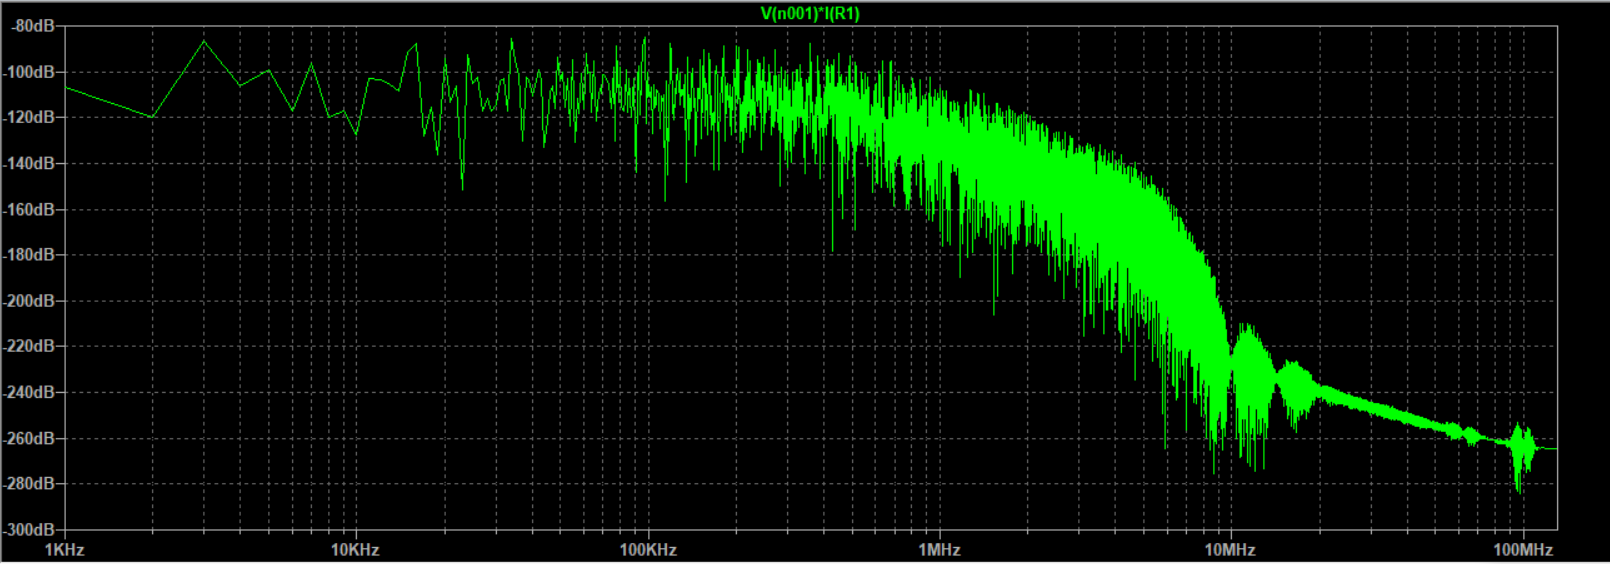 V(n001)*I(R1)
-80dB
-100dB
-120dB
-140dB
-160dB
-180dB
-200dB
-220dB
-240dB
-260dB
-280dB
-300dB
1KHz 10KHz 100KHz 1MHz 10MHz 100MHz